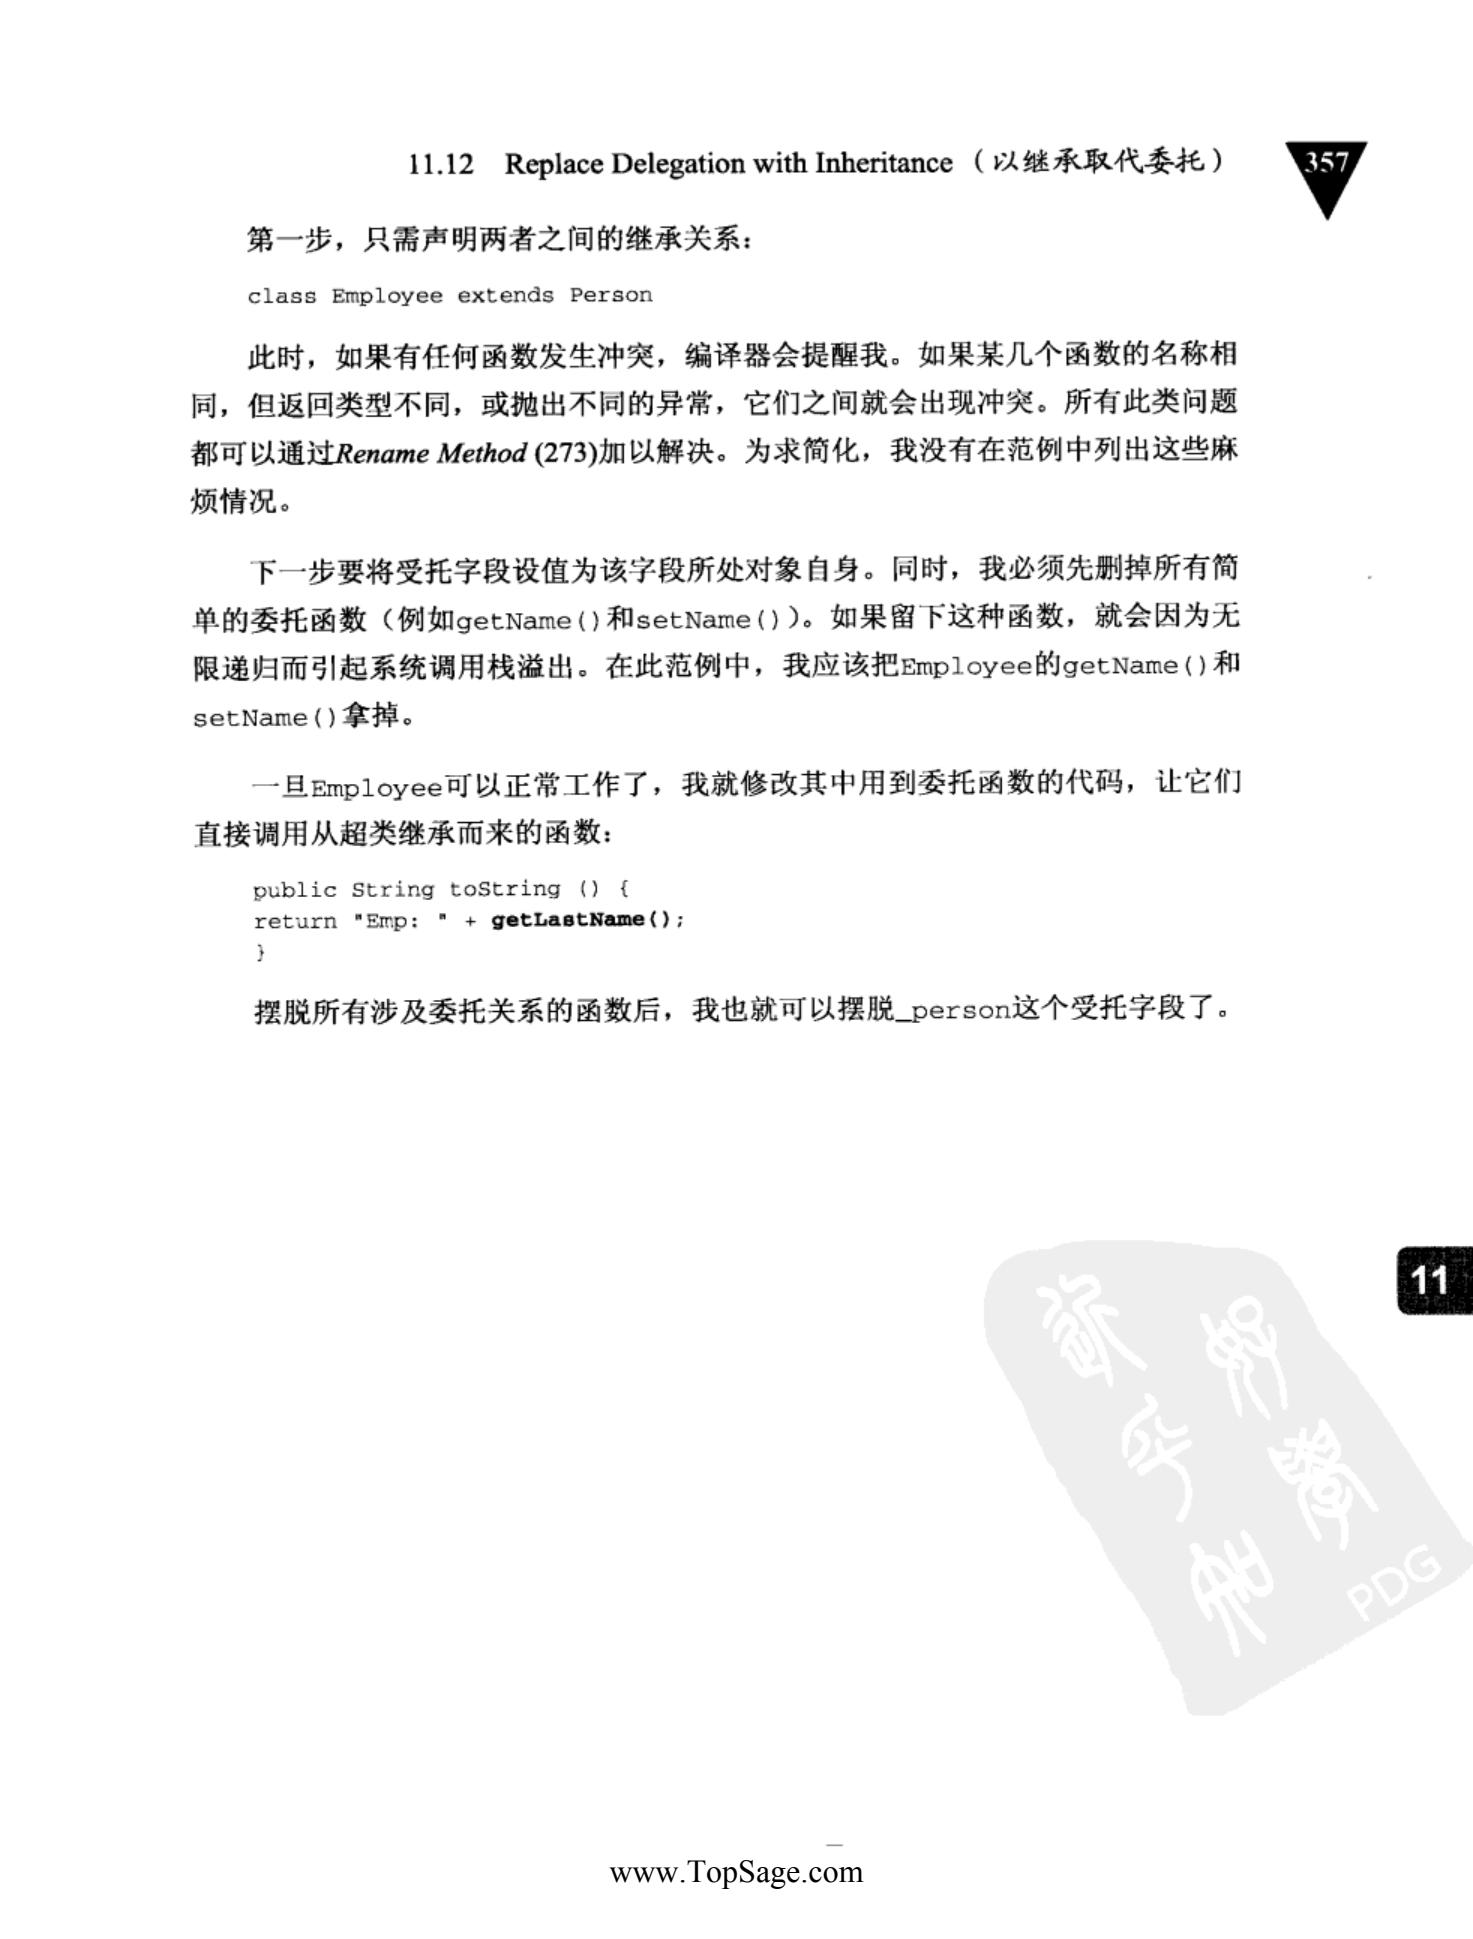 11.12 Replace Delegation with Inheritance（以继承取代委托） 357
第一步，只需声明两者之间的继承关系：
class Employee extends Person
此时，如果有任何函数发生冲突，编译器会提醒我。如果某几个函数的名称相
同，但返回类型不同，或抛出不同的异常，它们之间就会出现冲突。所有此类问题
都可以通过Rename Method (273)加以解决。为求简化，我没有在范例中列出这些麻
烦情况。
下一步要将受托字段设值为该字段所处对象自身。同时，我必须先删掉所有简
单的委托函数（例如getName()和setName()）。如果留下这种函数，就会因为无
限递归而引起系统调用栈溢出。在此范例中，我应该把Employee的getName()和
setName()拿掉。
一旦Employee可以正常工作了，我就修改其中用到委托函数的代码，让它们
直接调用从超类继承而来的函数：
public String toString () {
return "Emp: " + getLastName();
}
摆脱所有涉及委托关系的函数后，我也就可以摆脱_person这个受托字段了。
11
PDG
www.TopSage.com